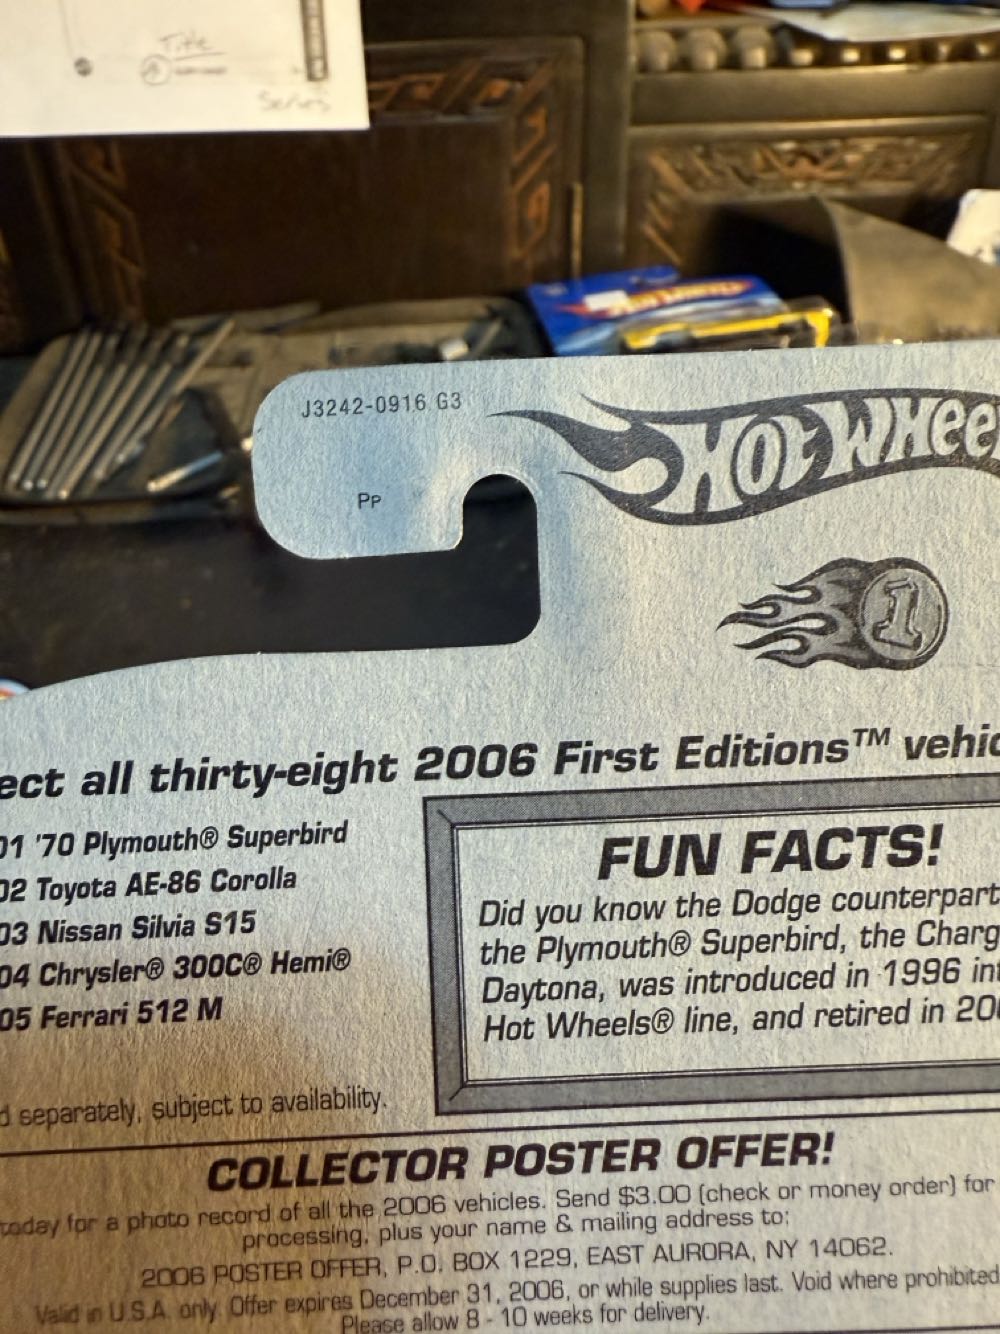 Title
Series
HOT WHEELS
J3242-0916 G3
Pp
HOT WHEE
1
ect all thirty-eight 2006 First Editions™ vehic
01 '70 Plymouth® Superbird
02 Toyota AE-86 Corolla
03 Nissan Silvia S15
04 Chrysler® 300C® Hemi®
05 Ferrari 512 M
FUN FACTS!
Did you know the Dodge counterpart
the Plymouth® Superbird, the Charg
Daytona, was introduced in 1996 int
Hot Wheels® line, and retired in 200
d separately, subject to availability.
COLLECTOR POSTER OFFER!
today for a photo record of all the 2006 vehicles. Send $3.00 (check or money order) for
processing, plus your name & mailing address to:
2006 POSTER OFFER, P.O. BOX 1229, EAST AURORA, NY 14062.
Valid in U.S.A. only. Offer expires December 31, 2006, or while supplies last. Void where prohibited
Please allow 8 - 10 weeks for delivery.